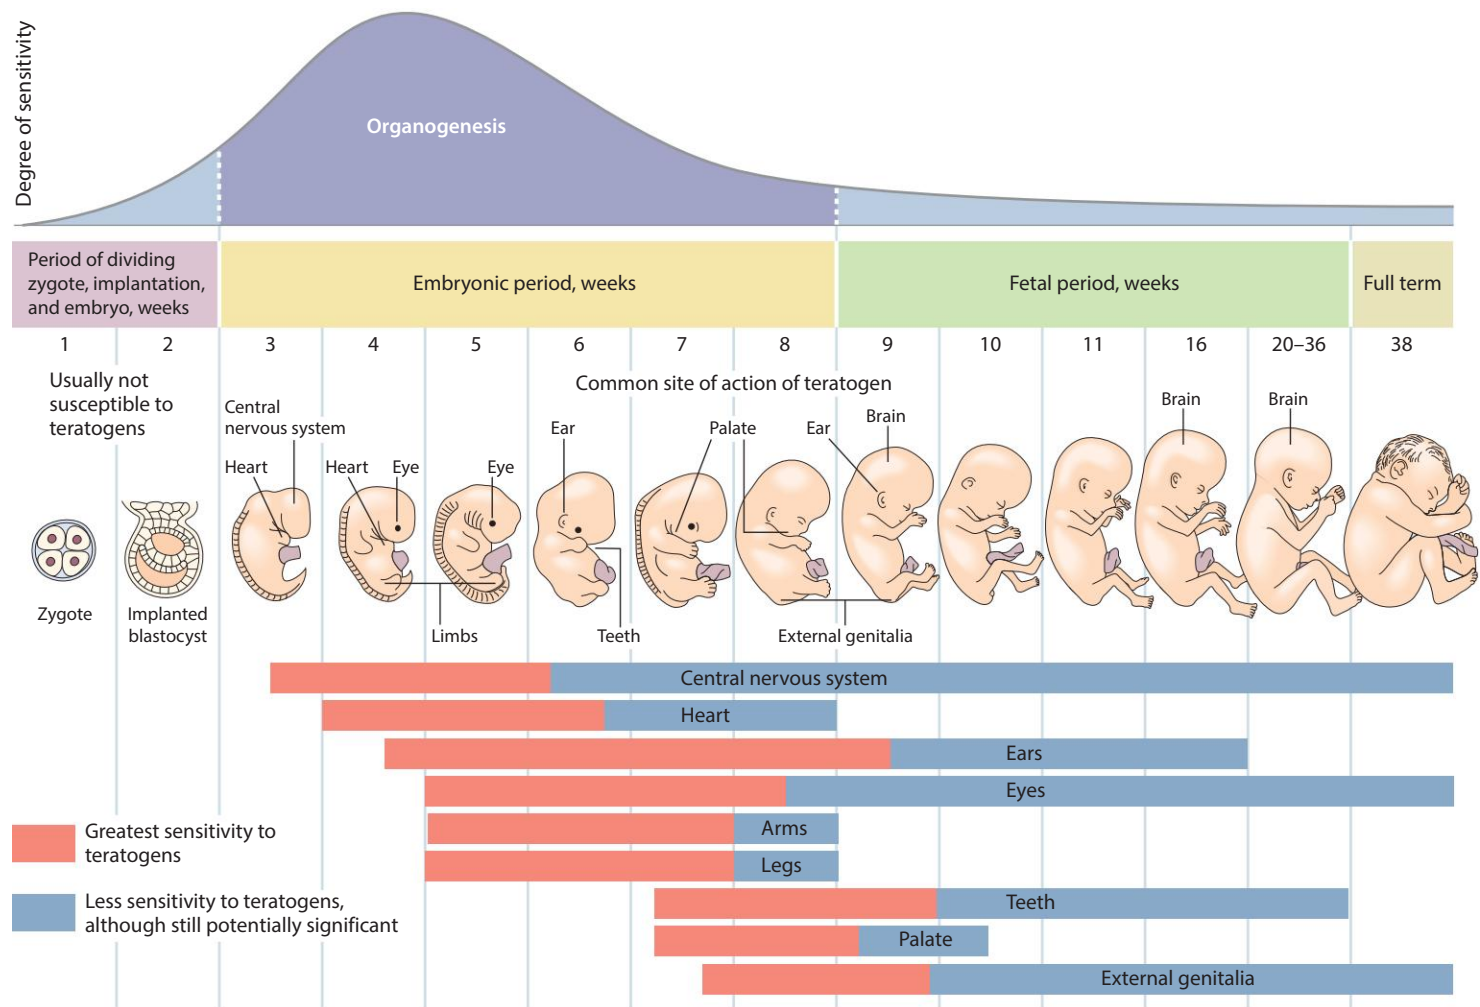 Degree of sensitivity
Organogenesis
Period of dividing
zygote, implantation,
and embryo, weeks
Embryonic period, weeks
Fetal period, weeks
Full term
1 2 3 4 5 6 7 8 9 10 11 16 20–36 38
Usually not
susceptible to
teratogens
Common site of action of teratogen
Central
nervous system
Heart
Heart
Eye
Eye
Ear
Palate
Ear
Brain
Brain
Brain
Zygote
Implanted
blastocyst
Limbs
Teeth
External genitalia
Central nervous system
Heart
Ears
Eyes
Arms
Legs
Teeth
Palate
External genitalia
Greatest sensitivity to
teratogens
Less sensitivity to teratogens,
although still potentially significant